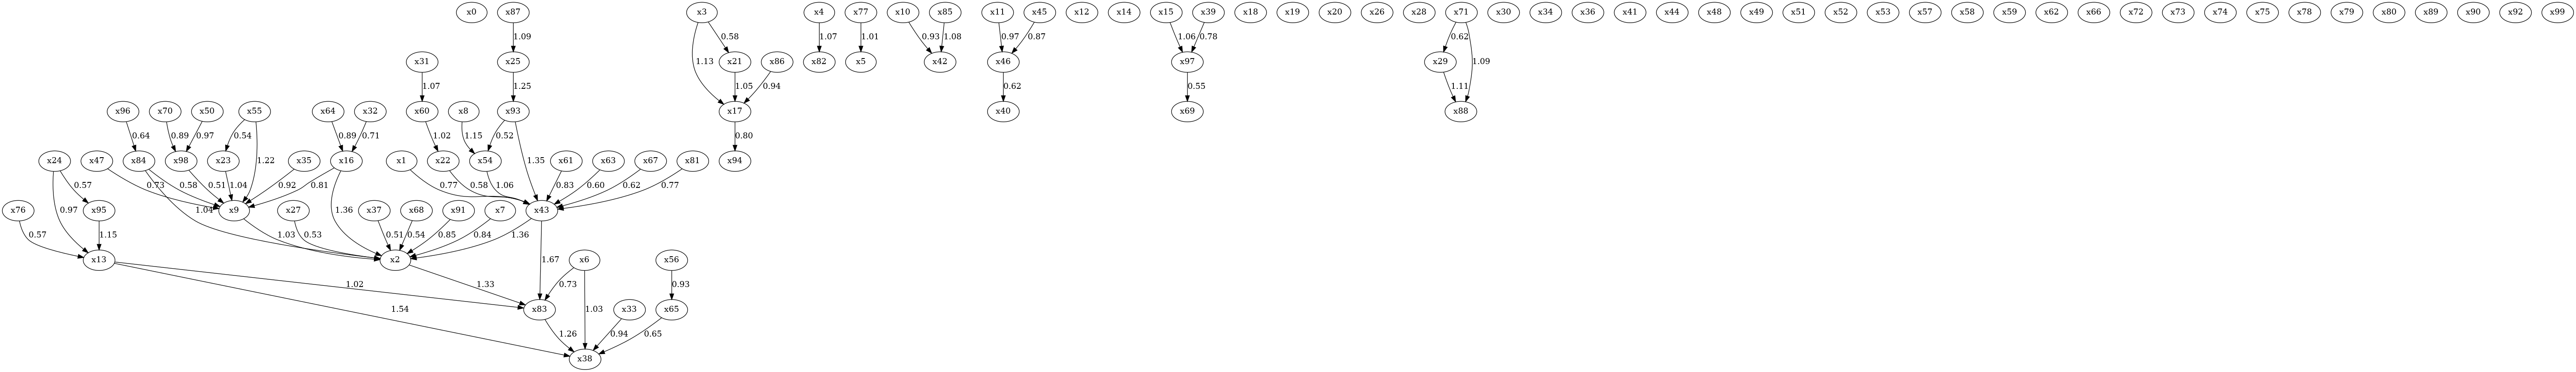 x0 x87 x3 x4 x77 x10 x85 x11 x45 x12 x14 x15 x39 x18 x19 x20 x26 x28 x71 x30 x34 x36 x41 x44 x48 x49 x51 x52 x53 x57 x58 x59 x62 x66 x72 x73 x74 x75 x78 x79 x80 x89 x90 x92 x99
1.09 0.58 1.07 1.01 0.93 1.08 0.97 0.87 1.06 0.78 0.62
x31 x25 1.13 x21 x86 x82 x5 x42 x46 x97 x29 1.09
1.07 1.25 1.05 0.94 0.62 0.55 1.11
x96 x70 x50 x55 x64 x32 x60 x8 x93 x17 x40 x69 x88
0.64 0.89 0.97 0.54 0.89 0.71 1.02 1.15 0.52 0.80
x24 x47 x84 x98 x23 1.22 x35 x16 x1 x22 x54 1.35 x61 x63 x67 x81 x94
0.57 0.73 0.58 0.51 1.04 0.92 0.81 0.77 0.58 1.06 0.83 0.60 0.62 0.77
x76 0.97 x95 1.04 x9 x27 1.36 x37 x68 x91 x7 x43
0.57 1.15 1.03 0.53 0.51 0.54 0.85 0.84 1.36
x13 x2 1.67 x6 x56
1.02 1.33 0.73 0.93
1.54 x83 1.03 x33 x65
1.26 0.94 0.65
x38